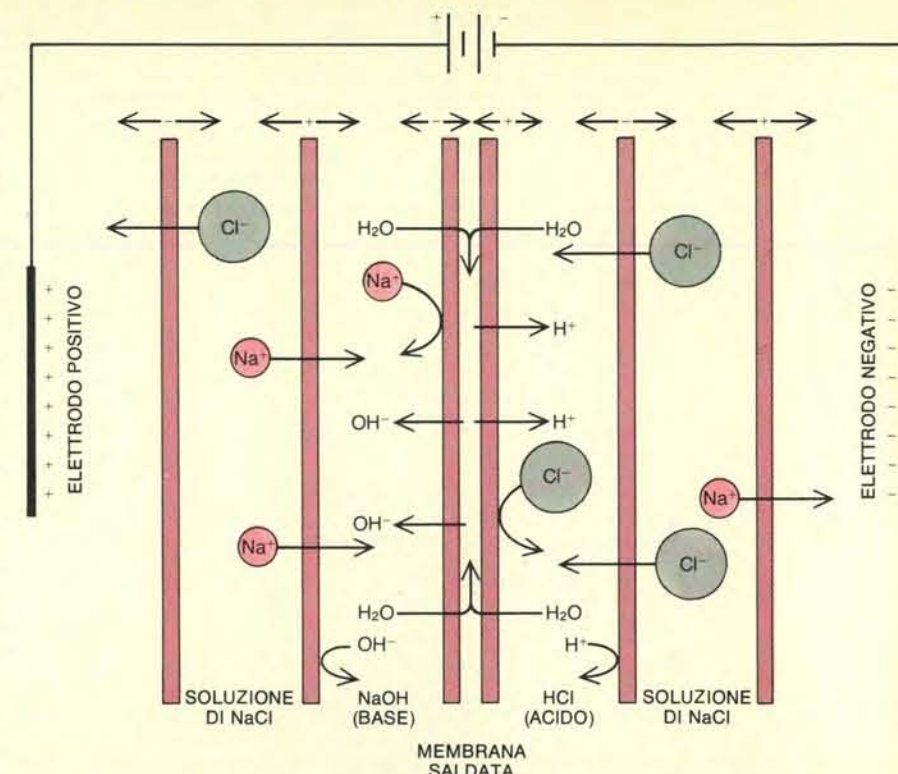 + −
− + − + − +
Cl⁻
H₂O H₂O
Cl⁻
Na⁺
H⁺
Na⁺
OH⁻ H⁺
Cl⁻
Na⁺
OH⁻
Na⁺
Cl⁻
H₂O H₂O
OH⁻ H⁺
+
+
+
+
+
+
+
+
ELETTRODO POSITIVO
ELETTRODO NEGATIVO
−
−
−
−
−
−
−
−
SOLUZIONE
DI NaCl
NaOH
(BASE)
HCl
(ACIDO)
SOLUZIONE
DI NaCl
MEMBRANA
SALDATA